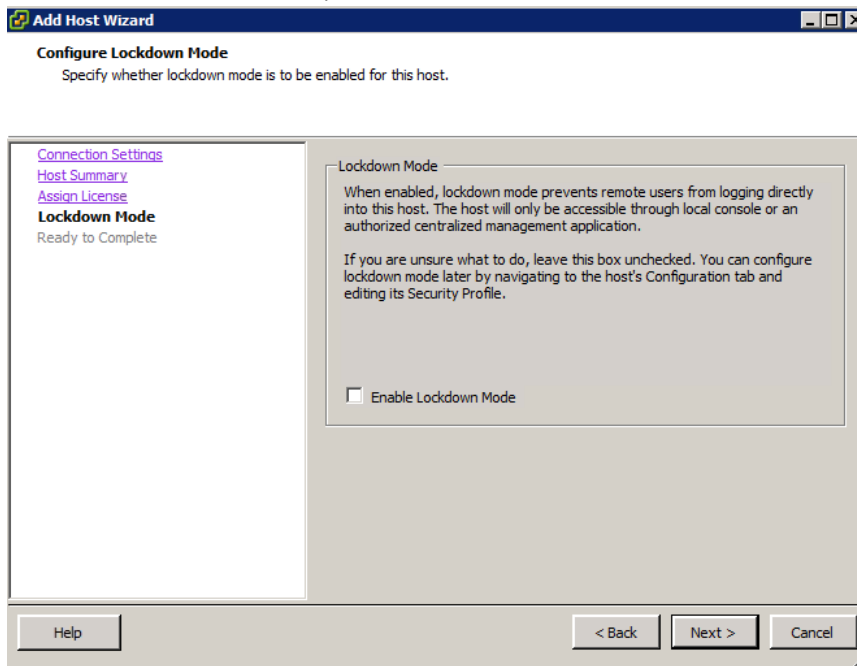 Add Host Wizard
Configure Lockdown Mode
Specify whether lockdown mode is to be enabled for this host.
Connection Settings
Host Summary
Assign License
Lockdown Mode
Ready to Complete
Lockdown Mode
When enabled, lockdown mode prevents remote users from logging directly
into this host. The host will only be accessible through local console or an
authorized centralized management application.
If you are unsure what to do, leave this box unchecked. You can configure
lockdown mode later by navigating to the host's Configuration tab and
editing its Security Profile.
Enable Lockdown Mode
Help
< Back
Next >
Cancel